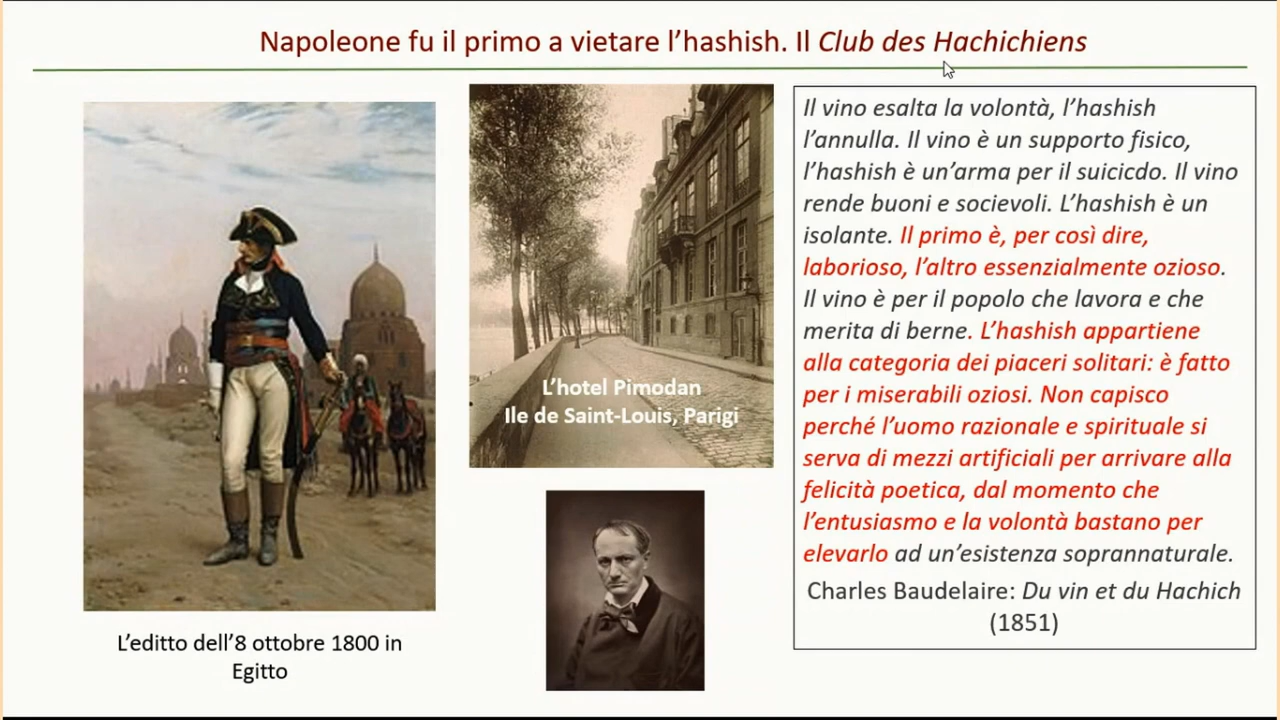 Napoleone fu il primo a vietare l’hashish. Il Club des Hachichiens
L’editto dell’8 ottobre 1800 in
Egitto
L’hotel Pimodan
Ile de Saint-Louis, Parigi
Il vino esalta la volontà, l’hashish
l’annulla. Il vino è un supporto fisico,
l’hashish è un’arma per il suicicdo. Il vino
rende buoni e socievoli. L’hashish è un
isolante. Il primo è, per così dire,
laborioso, l’altro essenzialmente ozioso.
Il vino è per il popolo che lavora e che
merita di berne. L’hashish appartiene
alla categoria dei piaceri solitari: è fatto
per i miserabili oziosi. Non capisco
perché l’uomo razionale e spirituale si
serva di mezzi artificiali per arrivare alla
felicità poetica, dal momento che
l’entusiasmo e la volontà bastano per
elevarlo ad un’esistenza soprannaturale.
Charles Baudelaire: Du vin et du Hachich
(1851)